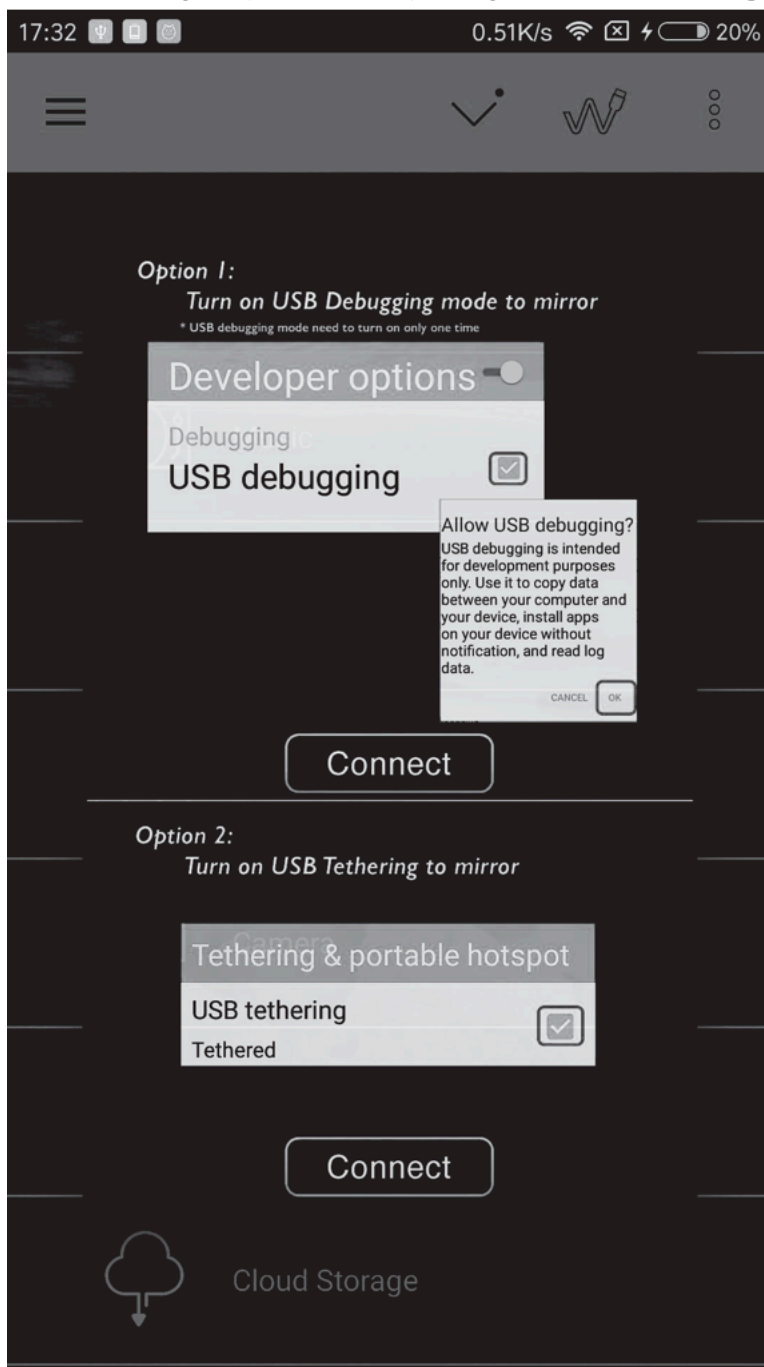 17:32 0.51K/s 20%
Option 1:
Turn on USB Debugging mode to mirror
* USB debugging mode need to turn on only one time
Developer options
Debugging
USB debugging
Allow USB debugging?
USB debugging is intended
for development purposes
only. Use it to copy data
between your computer and
your device, install apps
on your device without
notification, and read log
data.
CANCEL OK
Connect
Option 2:
Turn on USB Tethering to mirror
Camera
Tethering & portable hotspot
USB tethering
Tethered
Connect
Cloud Storage